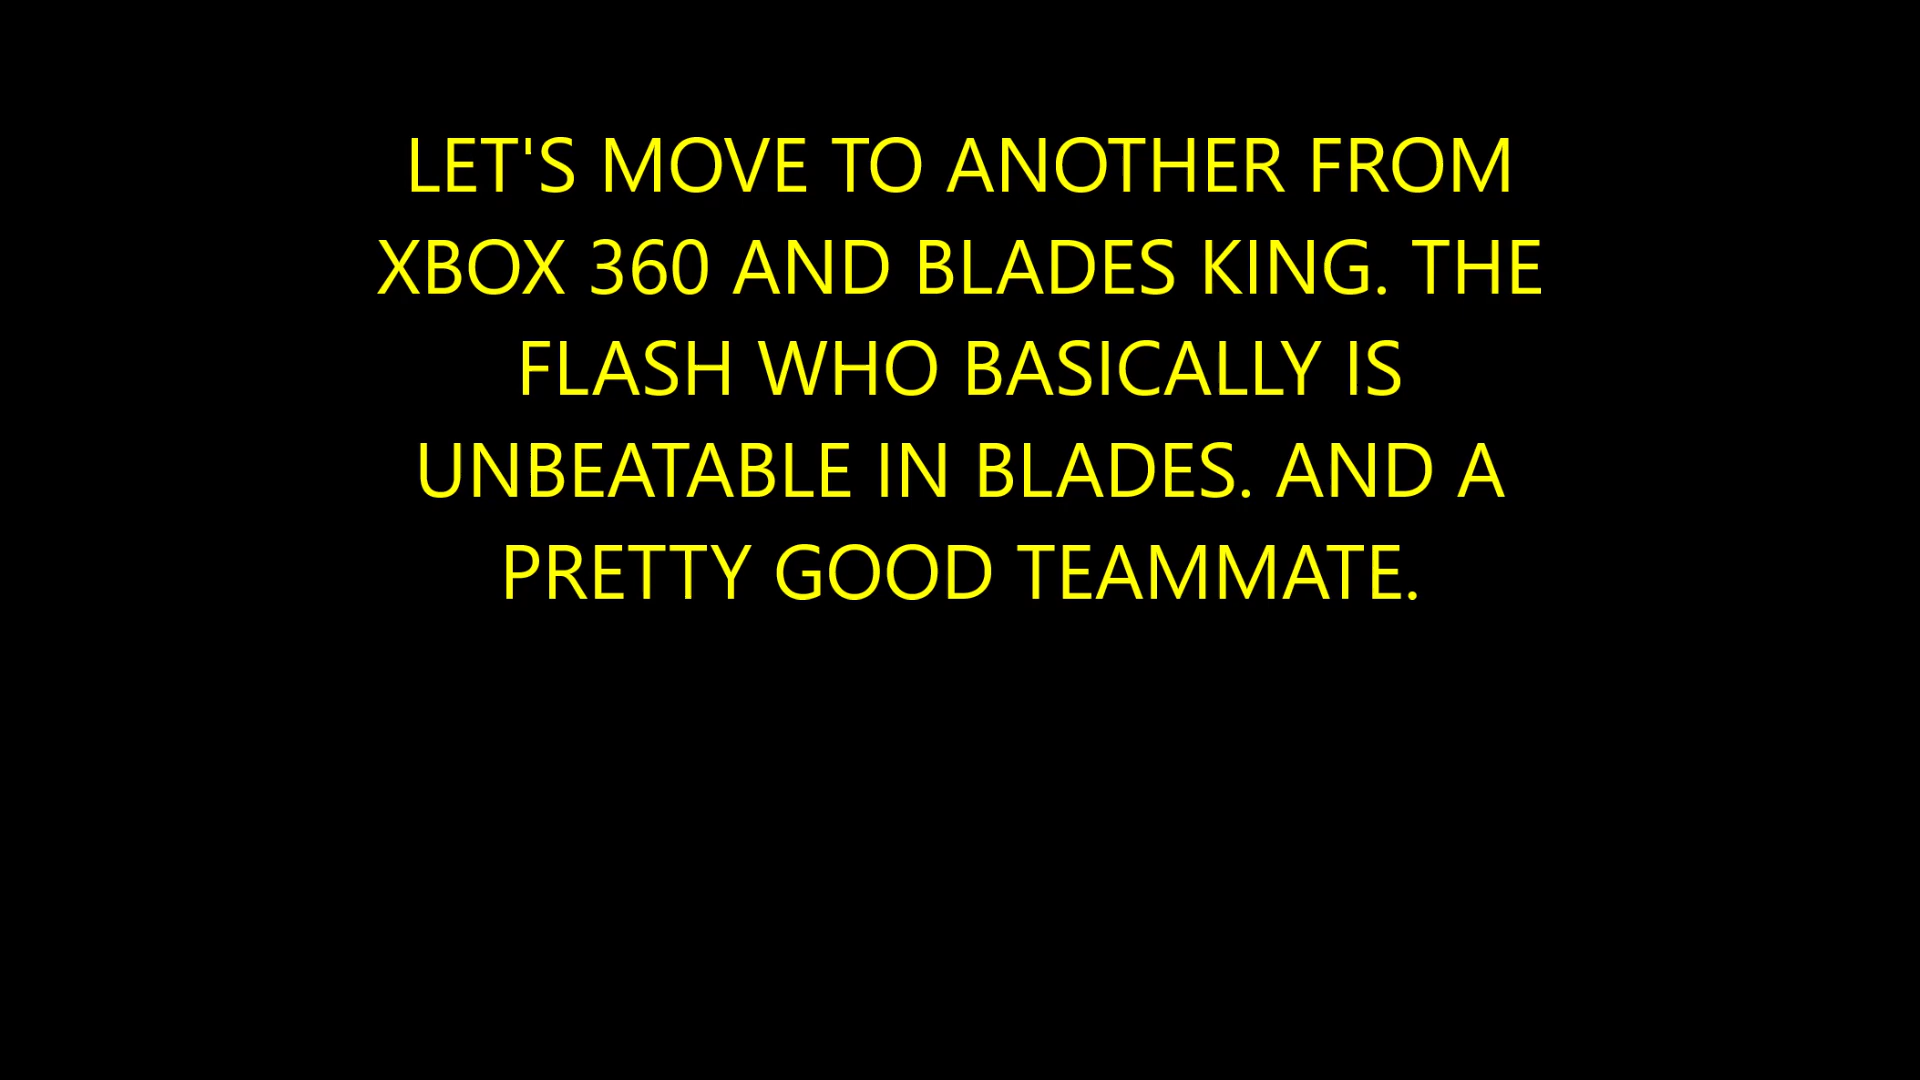 LET'S MOVE TO ANOTHER FROM
XBOX 360 AND BLADES KING. THE
FLASH WHO BASICALLY IS
UNBEATABLE IN BLADES. AND A
PRETTY GOOD TEAMMATE.